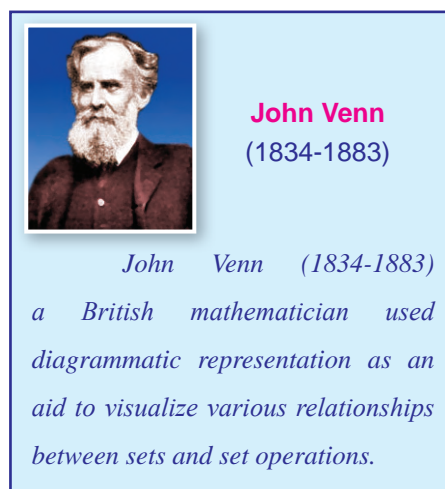 John Venn
(1834-1883)
John Venn (1834-1883)
a British mathematician used
diagrammatic representation as an
aid to visualize various relationships
between sets and set operations.